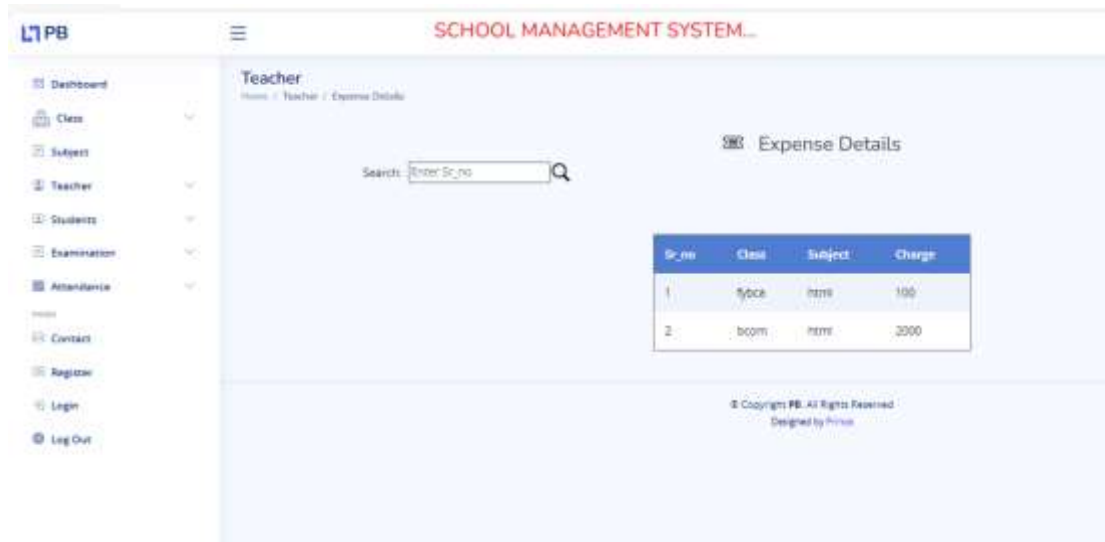 PB
SCHOOL MANAGEMENT SYSTEM...
Dashboard
Class
Subject
Teacher
Students
Examination
Attendance
Contact
Register
Login
Log Out
Teacher
Home / Teacher / Expense Details
Expense Details
Search: Enter Sr_no
Sr_no Class Subject Charge
1 fybca html 100
2 bcom html 2000
© Copyright PB. All Rights Reserved
Designed by Prince